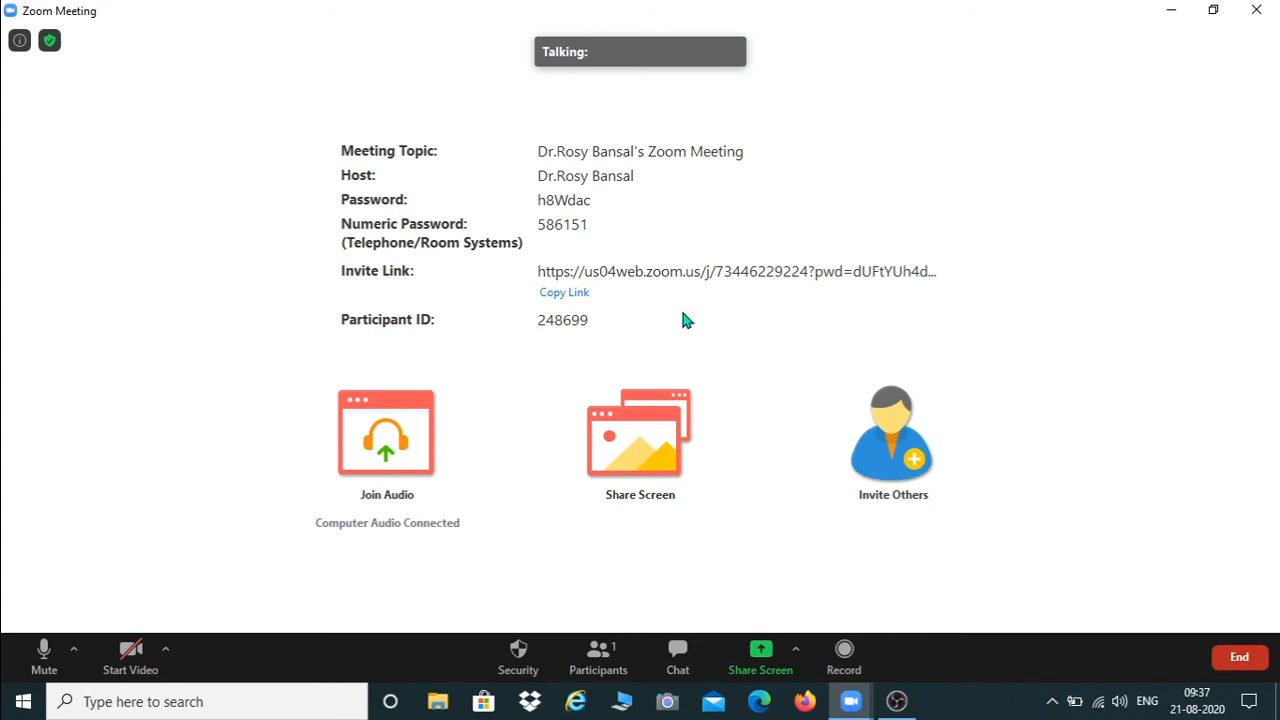 Zoom Meeting
Talking:
Meeting Topic: Dr.Rosy Bansal's Zoom Meeting
Host: Dr.Rosy Bansal
Password: h8Wdac
Numeric Password: 586151
(Telephone/Room Systems)
Invite Link: https://us04web.zoom.us/j/73446229224?pwd=dUFtYUh4d...
Copy Link
Participant ID: 248699
Join Audio Share Screen Invite Others
Computer Audio Connected
1
Mute Start Video Security Participants Chat Share Screen Record End
Type here to search ENG 09:37
21-08-2020